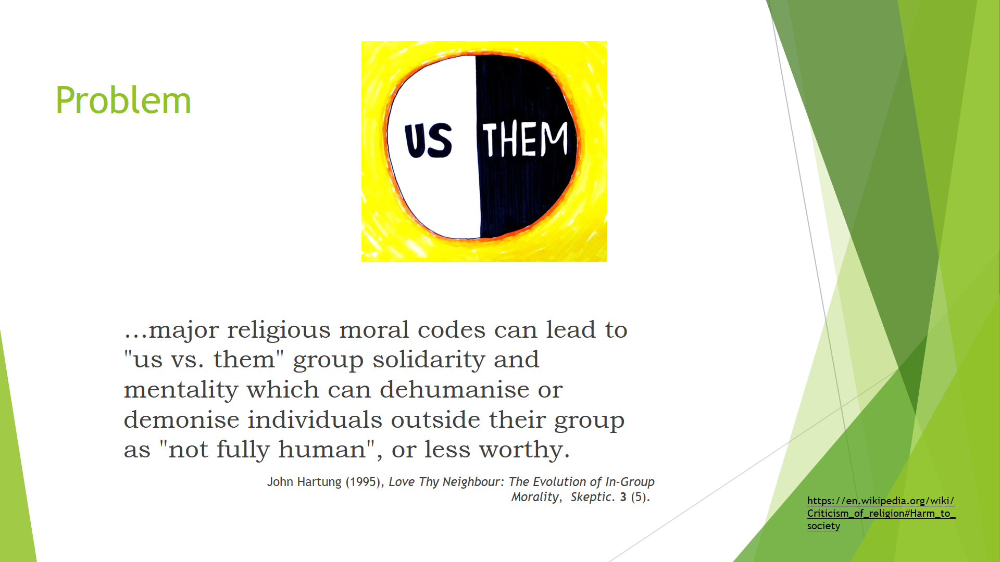 Problem
US THEM
...major religious moral codes can lead to
"us vs. them" group solidarity and
mentality which can dehumanise or
demonise individuals outside their group
as "not fully human", or less worthy.
John Hartung (1995), Love Thy Neighbour: The Evolution of In-Group
Morality, Skeptic. 3 (5).
https://en.wikipedia.org/wiki/
Criticism_of_religion#Harm_to_
society